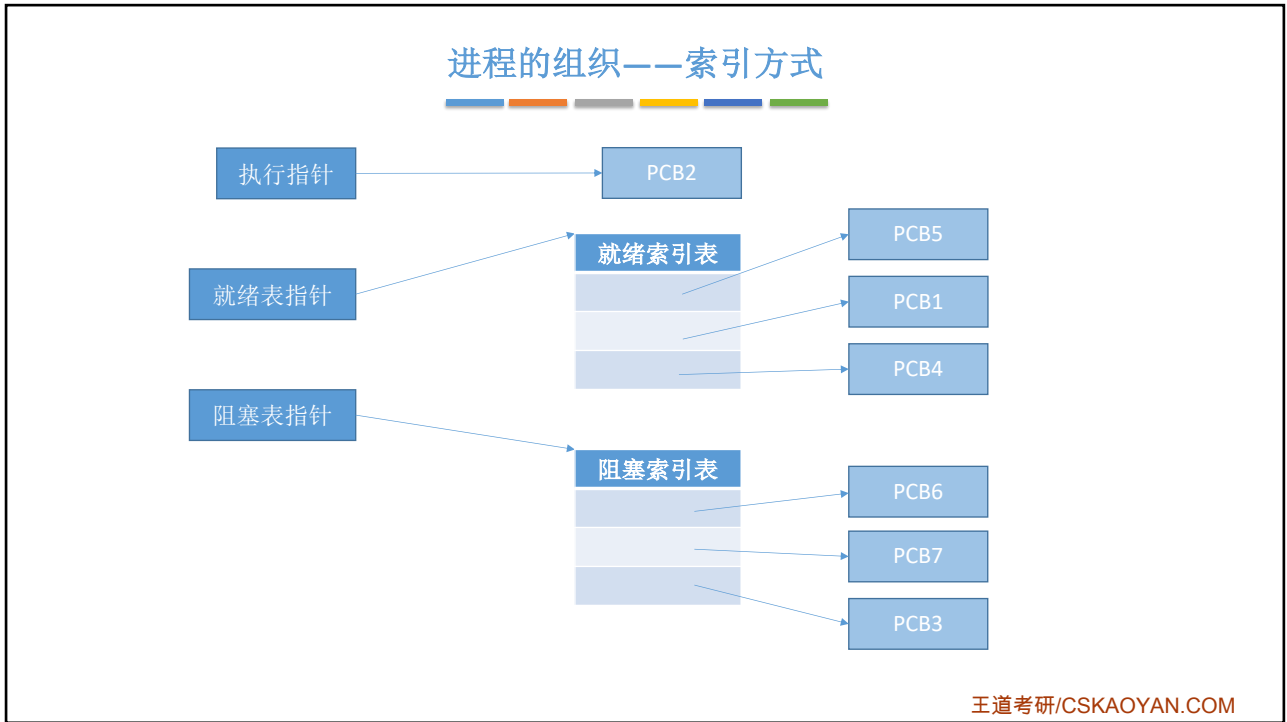 进程的组织——索引方式
执行指针
PCB2
就绪表指针
就绪索引表
PCB5
PCB1
PCB4
阻塞表指针
阻塞索引表
PCB6
PCB7
PCB3
王道考研/CSKAOYAN.COM